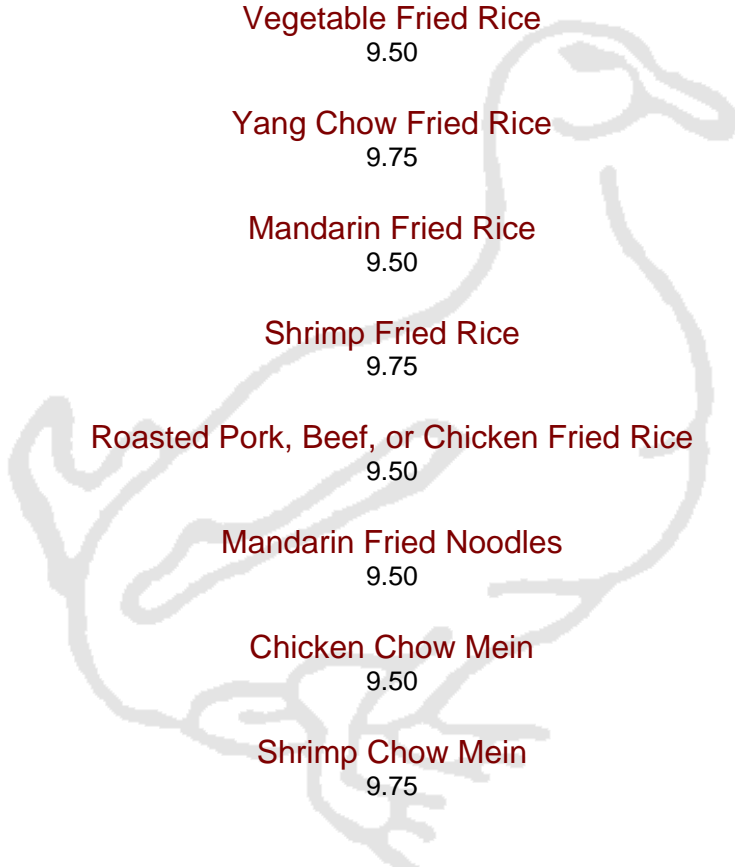 Vegetable Fried Rice
9.50
Yang Chow Fried Rice
9.75
Mandarin Fried Rice
9.50
Shrimp Fried Rice
9.75
Roasted Pork, Beef, or Chicken Fried Rice
9.50
Mandarin Fried Noodles
9.50
Chicken Chow Mein
9.50
Shrimp Chow Mein
9.75